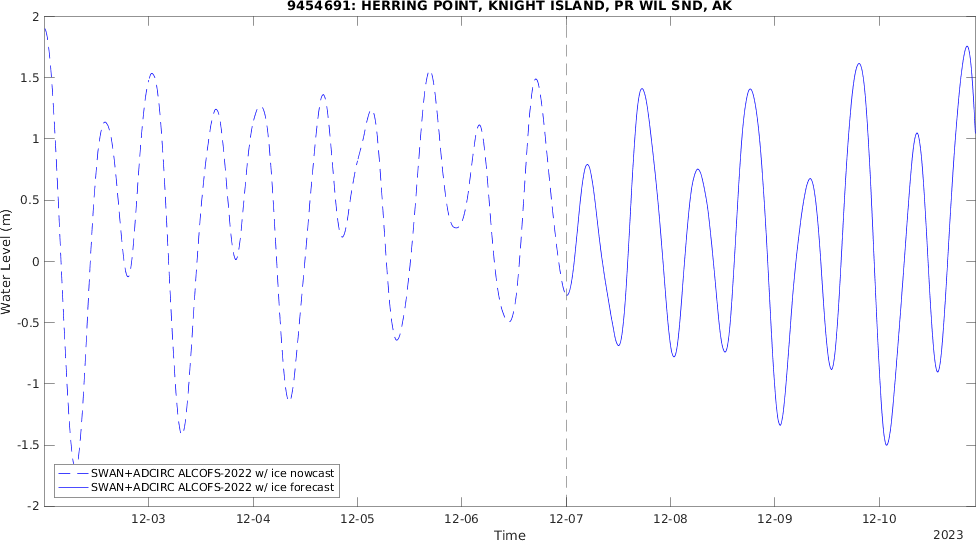 9454691: HERRING POINT, KNIGHT ISLAND, PR WIL SND, AK
2
1.5
1
0.5
0
-0.5
-1
-1.5
-2
Water Level (m)
SWAN+ADCIRC ALCOFS-2022 w/ ice nowcast
SWAN+ADCIRC ALCOFS-2022 w/ ice forecast
12-03 12-04 12-05 12-06 12-07 12-08 12-09 12-10
Time
2023